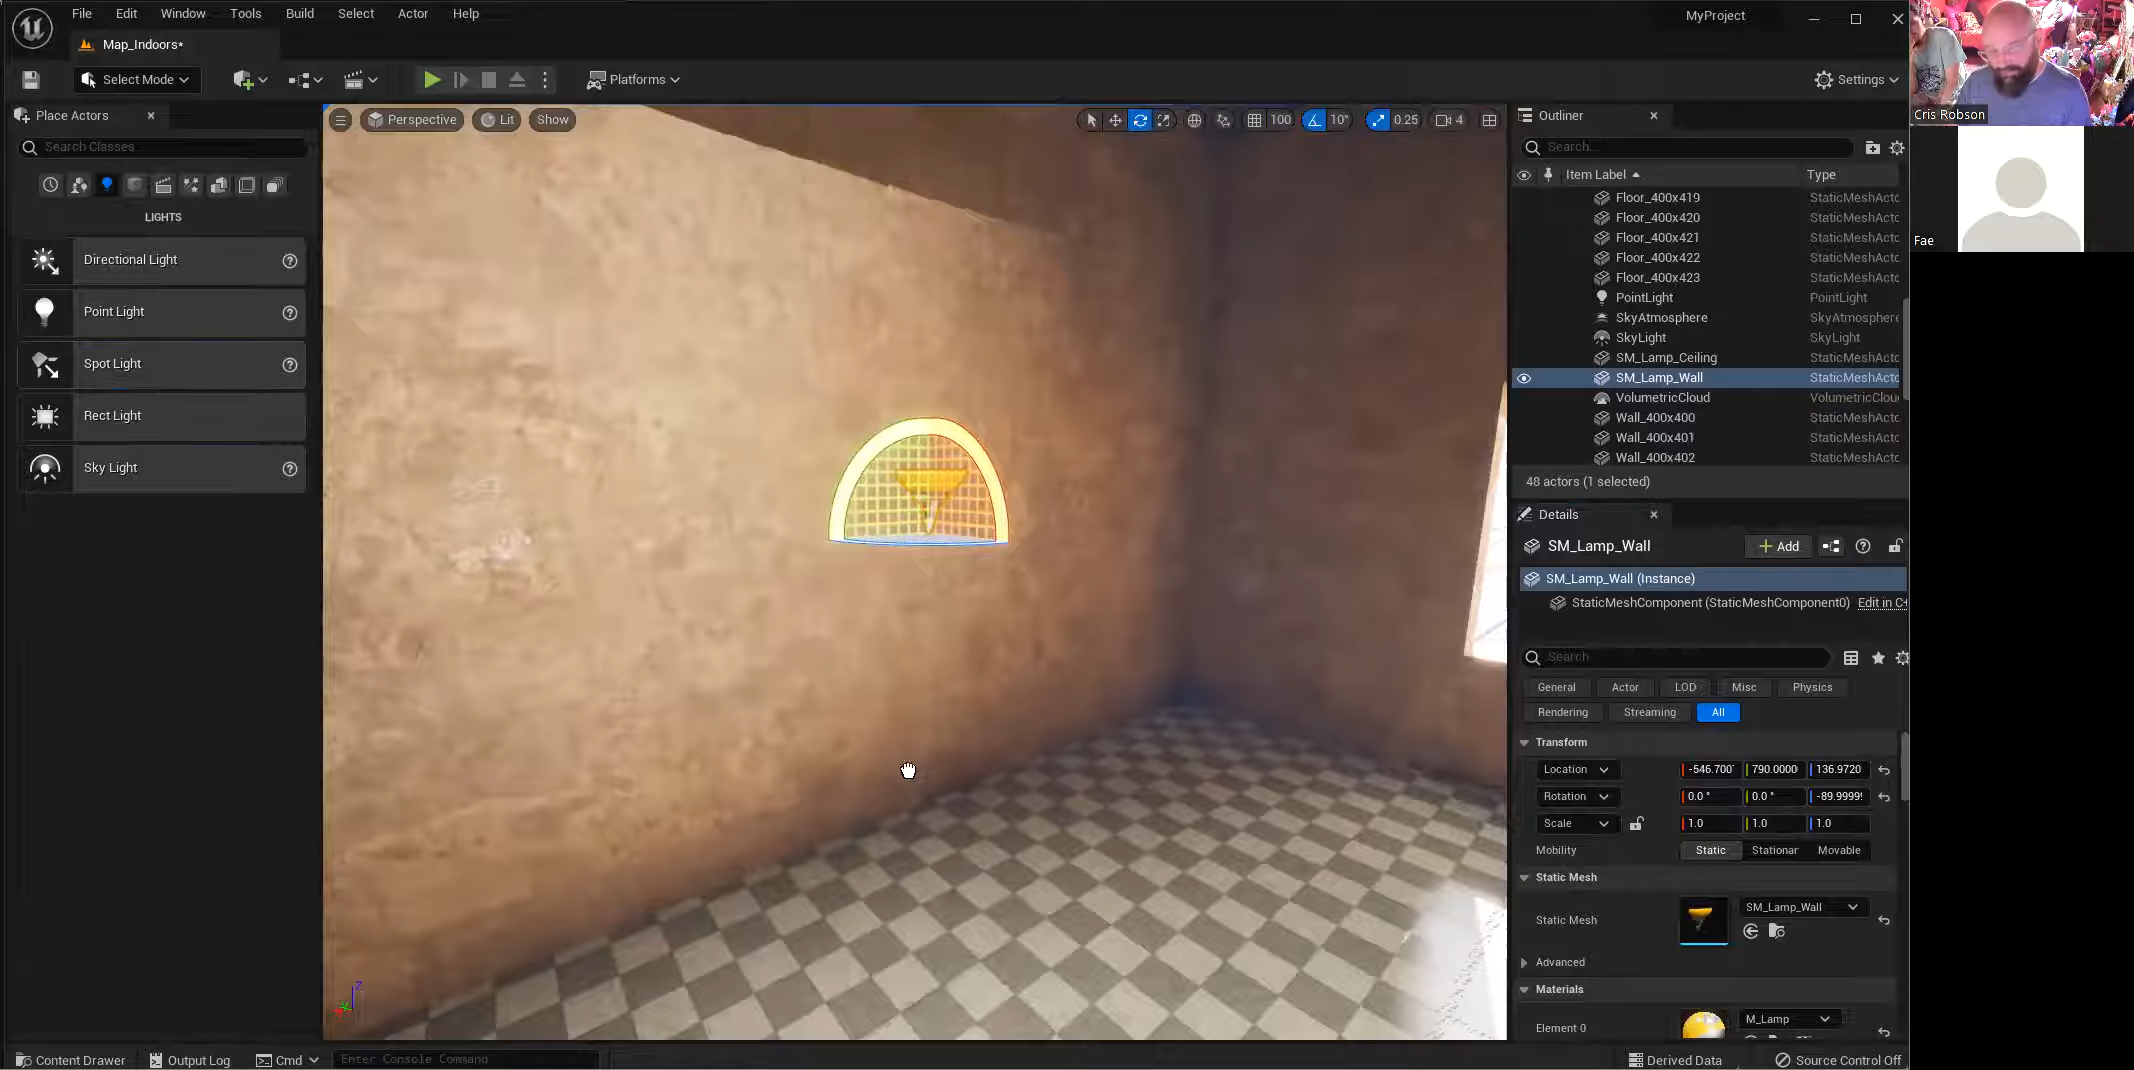 File Edit Window Tools Build Select Actor Help
MyProject
Map_Indoors*
Select Mode
Platforms
Settings
Cris Robson
Fae
Place Actors
Search Classes
LIGHTS
Directional Light
Point Light
Spot Light
Rect Light
Sky Light
Perspective Lit Show
100 10° 0.25 4
Outliner
Search...
Item Label Type
Floor_400x419 StaticMeshActo
Floor_400x420 StaticMeshActo
Floor_400x421 StaticMeshActo
Floor_400x422 StaticMeshActo
Floor_400x423 StaticMeshActo
PointLight PointLight
SkyAtmosphere SkyAtmosphere
SkyLight SkyLight
SM_Lamp_Ceiling StaticMeshActo
SM_Lamp_Wall StaticMeshActo
VolumetricCloud VolumetricClou
Wall_400x400 StaticMeshActo
Wall_400x401 StaticMeshActo
Wall_400x402 StaticMeshActo
48 actors (1 selected)
Details
SM_Lamp_Wall
+ Add
SM_Lamp_Wall (Instance)
StaticMeshComponent (StaticMeshComponent0) Edit in C+
Search
General Actor LOD Misc Physics
Rendering Streaming All
Transform
Location -546.700 790.0000 136.9720
Rotation 0.0 ° 0.0 ° -89.9999
Scale 1.0 1.0 1.0
Mobility Static Stationar Movable
Static Mesh
Static Mesh SM_Lamp_Wall
Advanced
Materials
Element 0 M_Lamp
Z
Content Drawer Output Log Cmd Enter Console Command
Derived Data Source Control Off